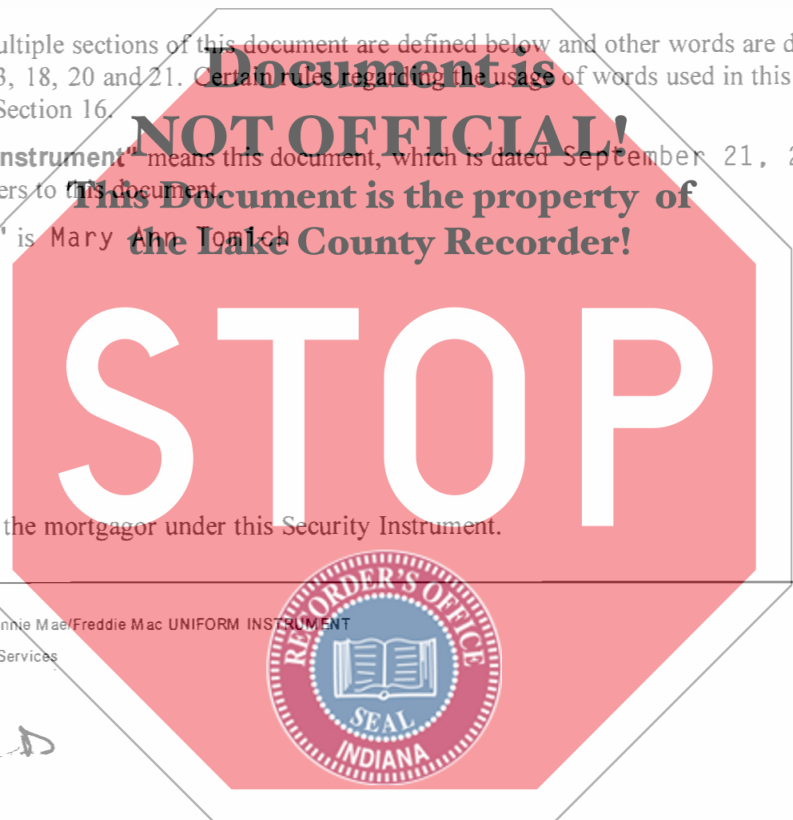 ultiple sections of this document are defined below and other words are d
Document is
3, 18, 20 and 21. Certain rules regarding the usage of words used in this
Section 16.
NOT OFFICIAL!
nstrument" means this document, which is dated September 21, 2
This Document is the property of
ers to this document.
" is Mary Ann Tomich
the Lake County Recorder!
STOP
the mortgagor under this Security Instrument.
RECORDER'S OFFICE
nnie Mae/Freddie Mac UNIFORM INSTRUMENT
Services
SEAL
INDIANA